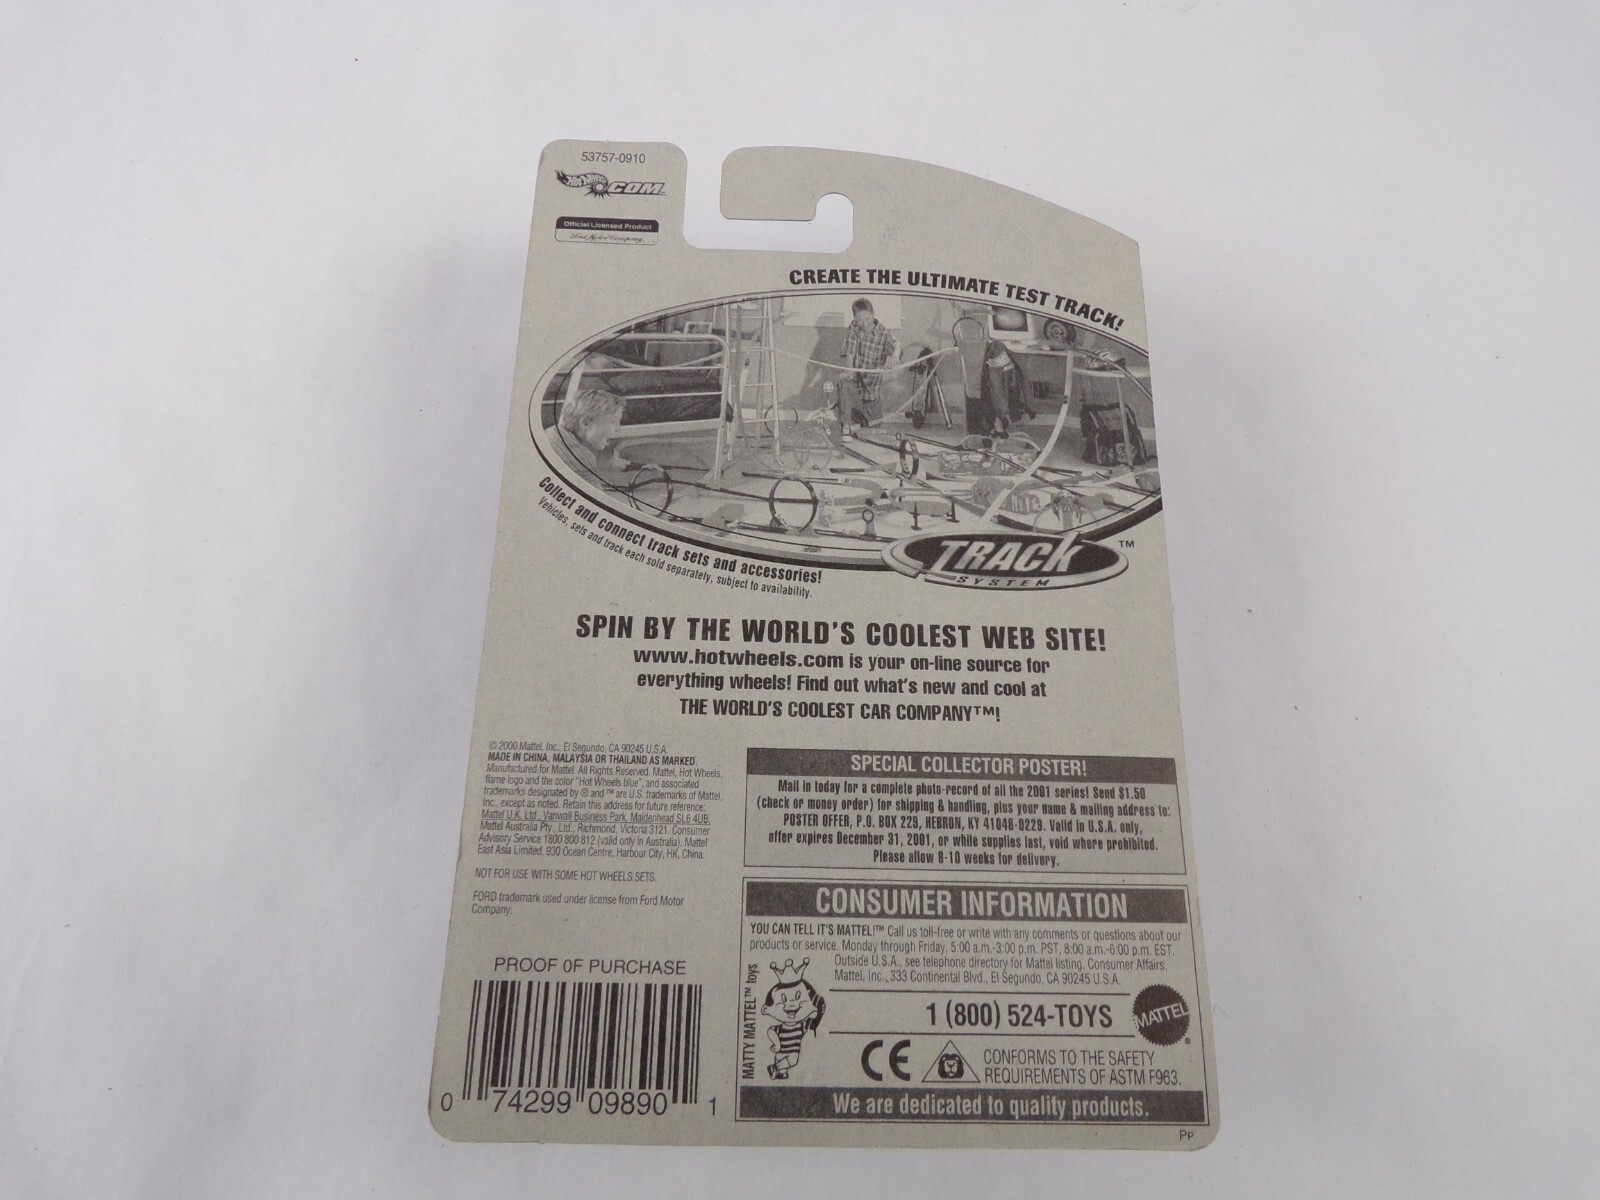 53757-0910
HOT WHEELS .COM™
Official Licensed Product
Ford Motor Company
CREATE THE ULTIMATE TEST TRACK!
Collect and connect track sets and accessories!
Vehicles, sets and track each sold separately, subject to availability.
TRACK™
SYSTEM
SPIN BY THE WORLD'S COOLEST WEB SITE!
www.hotwheels.com is your on-line source for
everything wheels! Find out what's new and cool at
THE WORLD'S COOLEST CAR COMPANY™!
© 2000 Mattel, Inc., El Segundo, CA 90245 U.S.A.
MADE IN CHINA, MALAYSIA OR THAILAND AS MARKED.
Manufactured for Mattel. All Rights Reserved. Mattel, Hot Wheels,
flame logo and the color "Hot Wheels blue", and associated
trademarks designated by ® and ™ are U.S. trademarks of Mattel,
Inc., except as noted. Retain this address for future reference:
Mattel U.K. Ltd., Vanwall Business Park, Maidenhead SL6 4UB.
Mattel Australia Pty., Ltd., Richmond, Victoria 3121. Consumer
Advisory Service 1800 800 812 (valid only in Australia). Mattel
East Asia Limited, 930 Ocean Centre, Harbour City, HK, China.
NOT FOR USE WITH SOME HOT WHEELS SETS.
FORD trademark used under license from Ford Motor
Company.
PROOF OF PURCHASE
0 74299 09890 1
SPECIAL COLLECTOR POSTER!
Mail in today for a complete photo-record of all the 2001 series! Send $1.50
(check or money order) for shipping & handling, plus your name & mailing address to:
POSTER OFFER, P.O. BOX 229, HEBRON, KY 41048-0229. Valid in U.S.A. only,
offer expires December 31, 2001, or while supplies last, void where prohibited.
Please allow 8-10 weeks for delivery.
CONSUMER INFORMATION
YOU CAN TELL IT'S MATTEL!™ Call us toll-free or write with any comments or questions about our
products or service. Monday through Friday, 5:00 a.m.-3:00 p.m. PST, 8:00 a.m.-6:00 p.m. EST.
Outside U.S.A., see telephone directory for Mattel listing. Consumer Affairs,
Mattel, Inc., 333 Continental Blvd., El Segundo, CA 90245 U.S.A.
MATTY MATTEL™ toys
1 (800) 524-TOYS
MATTEL®
CE
CONFORMS TO THE SAFETY
REQUIREMENTS OF ASTM F963.
We are dedicated to quality products.
PP